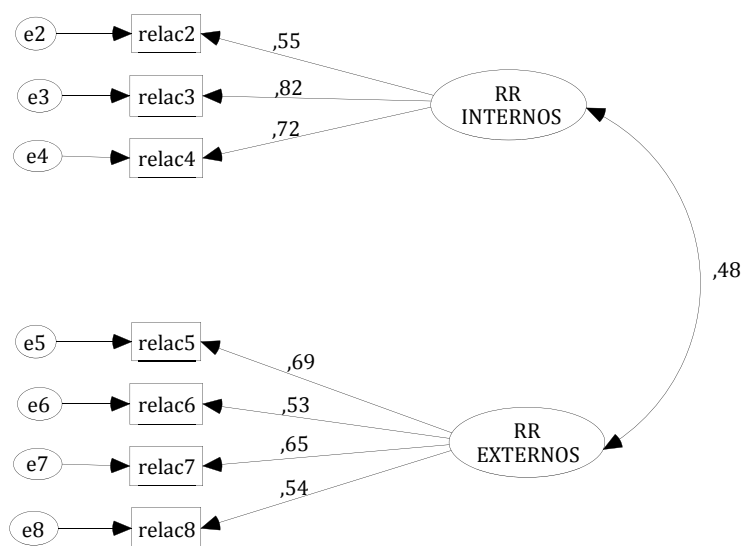 e2 relac2 ,55
e3 relac3 ,82
e4 relac4 ,72
RR
INTERNOS
,48
e5 relac5 ,69
e6 relac6 ,53
e7 relac7 ,65
e8 relac8 ,54
RR
EXTERNOS